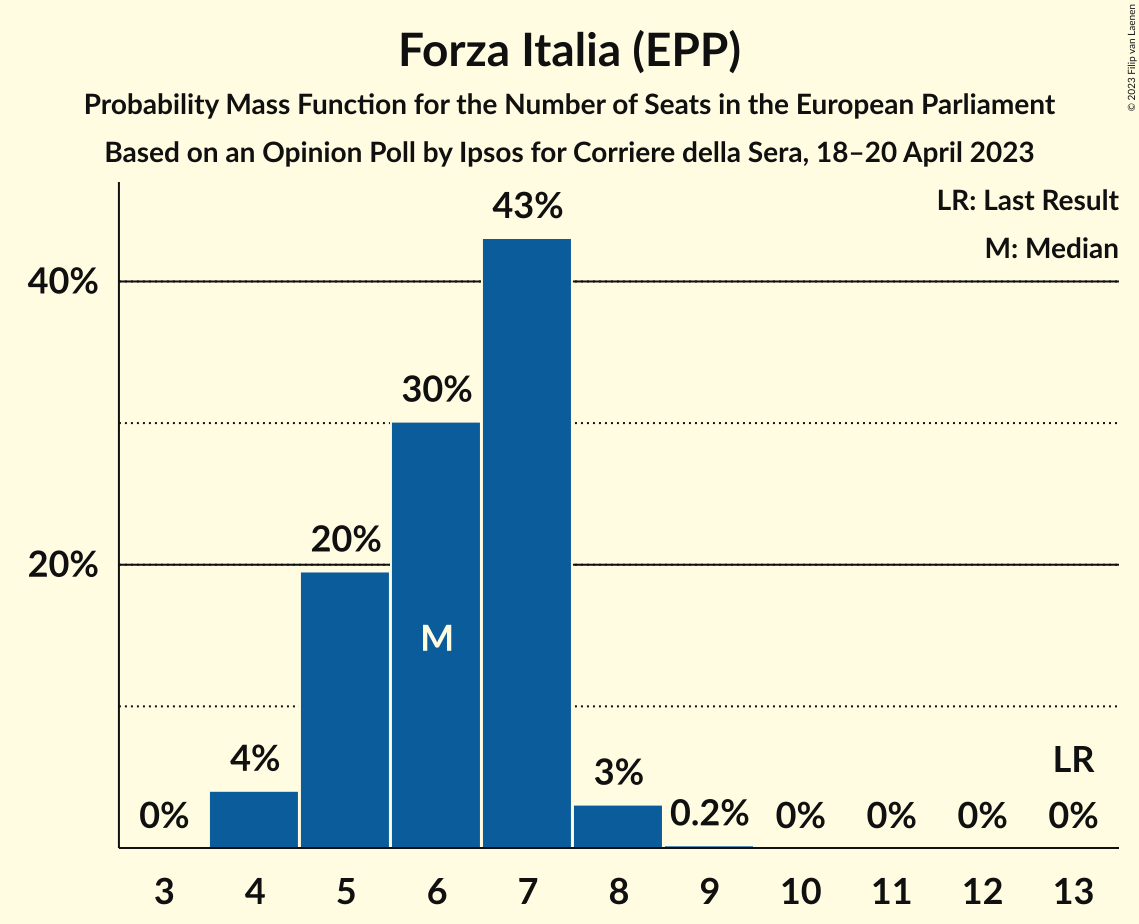 Forza Italia (EPP)
Probability Mass Function for the Number of Seats in the European Parliament
Based on an Opinion Poll by Ipsos for Corriere della Sera, 18–20 April 2023
© 2023 Filip van Laenen
LR: Last Result
M: Median
43%
40%
30%
20%
20%
M
4%
3%
LR
0%
0.2%
0%
0%
0%
0%
3 4 5 6 7 8 9 10 11 12 13